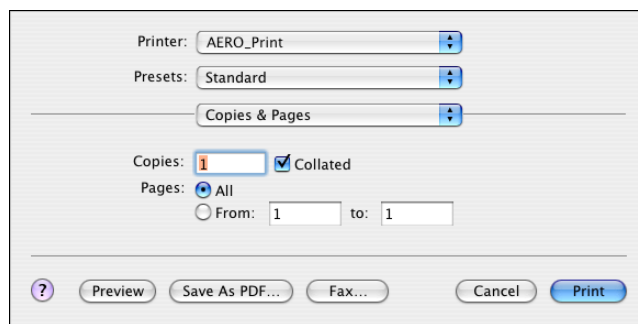 Printer: AERO_Print
Presets: Standard
Copies & Pages
Copies: 1 Collated
Pages: All
From: 1 to: 1
? Preview Save As PDF... Fax... Cancel Print